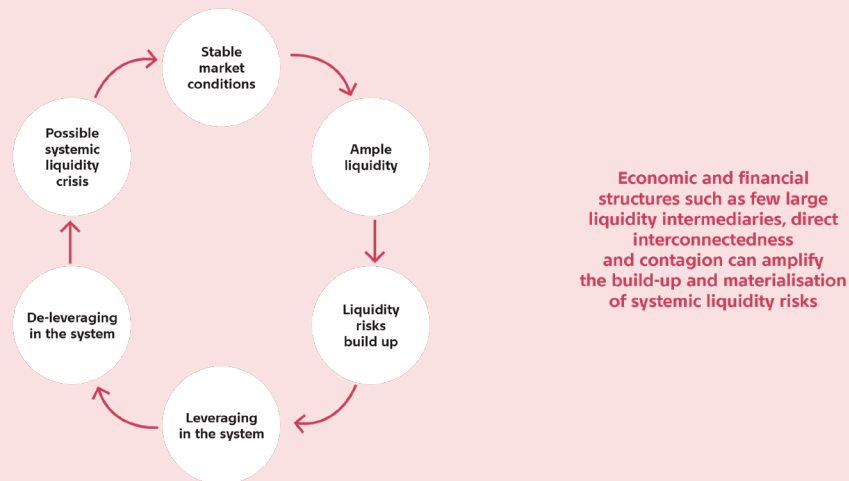 Stable
market
conditions
Ample
liquidity
Liquidity
risks
build up
Leveraging
in the system
De-leveraging
in the system
Possible
systemic
liquidity
crisis
Economic and financial
structures such as few large
liquidity intermediaries, direct
interconnectedness
and contagion can amplify
the build-up and materialisation
of systemic liquidity risks